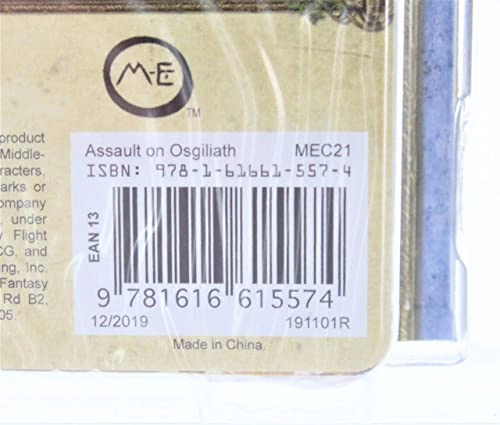 M-E
TM
product
Middle-
racters,
arks or
ompany
, under
y Flight
CG, and
ing, Inc.
Fantasy
Rd B2,
05.
Assault on Osgiliath MEC21
ISBN: 978-1-61661-557-4
EAN 13
9 781616 615574
12/2019 191101R
Made in China